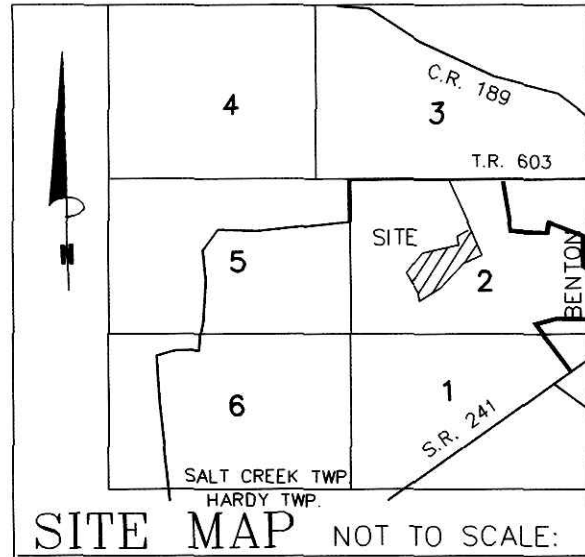 4
3
C.R. 189
T.R. 603
N
SITE
5
2
BENTON
6
1
S.R. 241
SALT CREEK TWP.
HARDY TWP.
SITE MAP NOT TO SCALE: